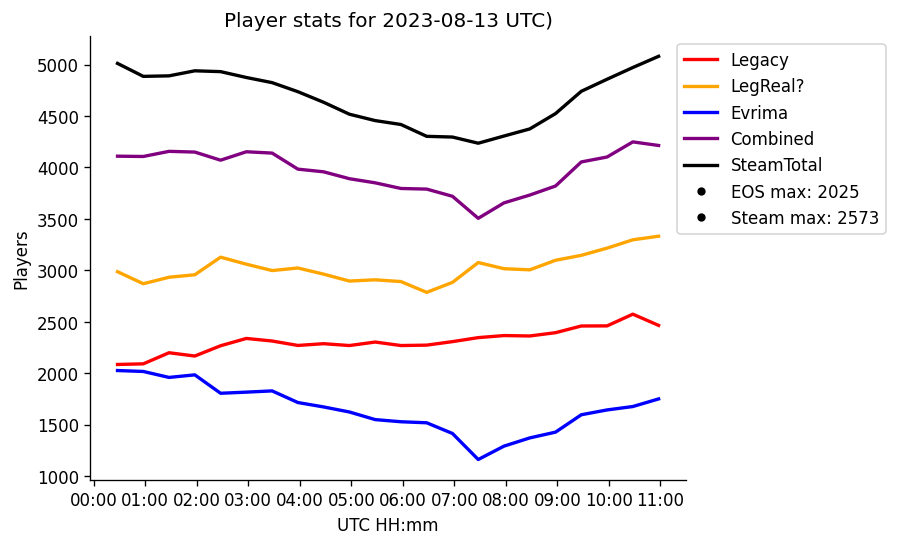 Player stats for 2023-08-13 UTC)
Legacy
LegReal?
Evrima
Combined
SteamTotal
EOS max: 2025
Steam max: 2573
Players
5000
4500
4000
3500
3000
2500
2000
1500
1000
00:00 01:00 02:00 03:00 04:00 05:00 06:00 07:00 08:00 09:00 10:00 11:00
UTC HH:mm